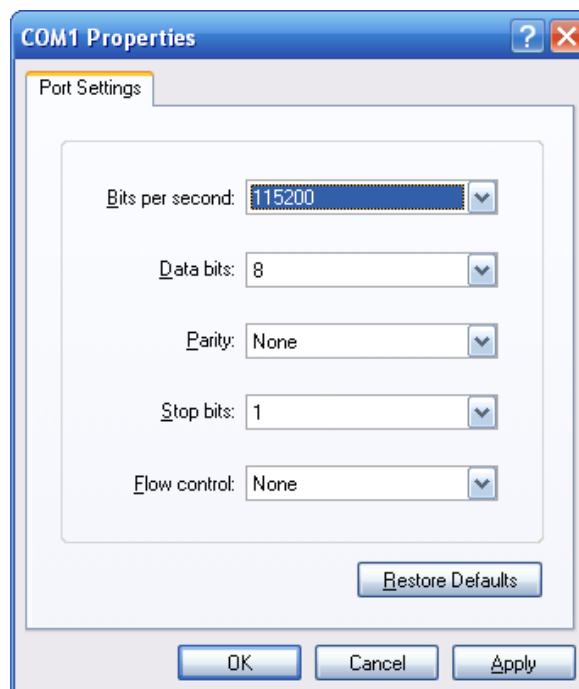 COM1 Properties
Port Settings
Bits per second: 115200
Data bits: 8
Parity: None
Stop bits: 1
Flow control: None
Restore Defaults
OK Cancel Apply